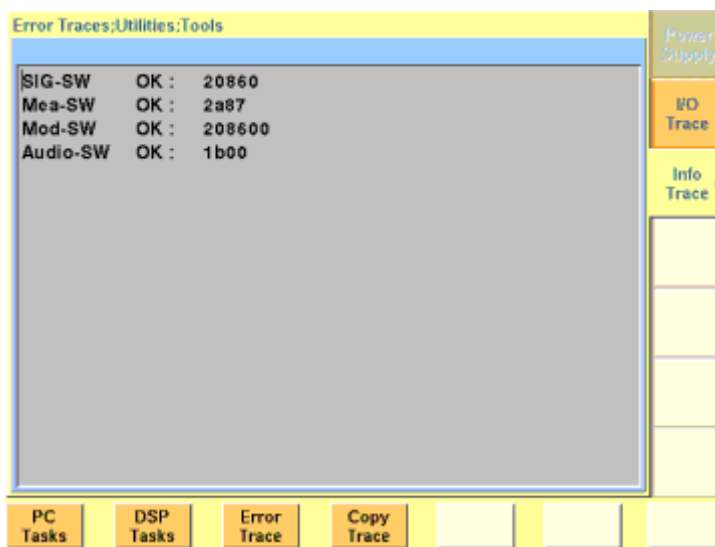 Error Traces;Utilities;Tools
Power
Supply
SIG-SW OK : 20860
Mea-SW OK : 2a87
Mod-SW OK : 208600
Audio-SW OK : 1b00
I/O
Trace
Info
Trace
PC
Tasks
DSP
Tasks
Error
Trace
Copy
Trace